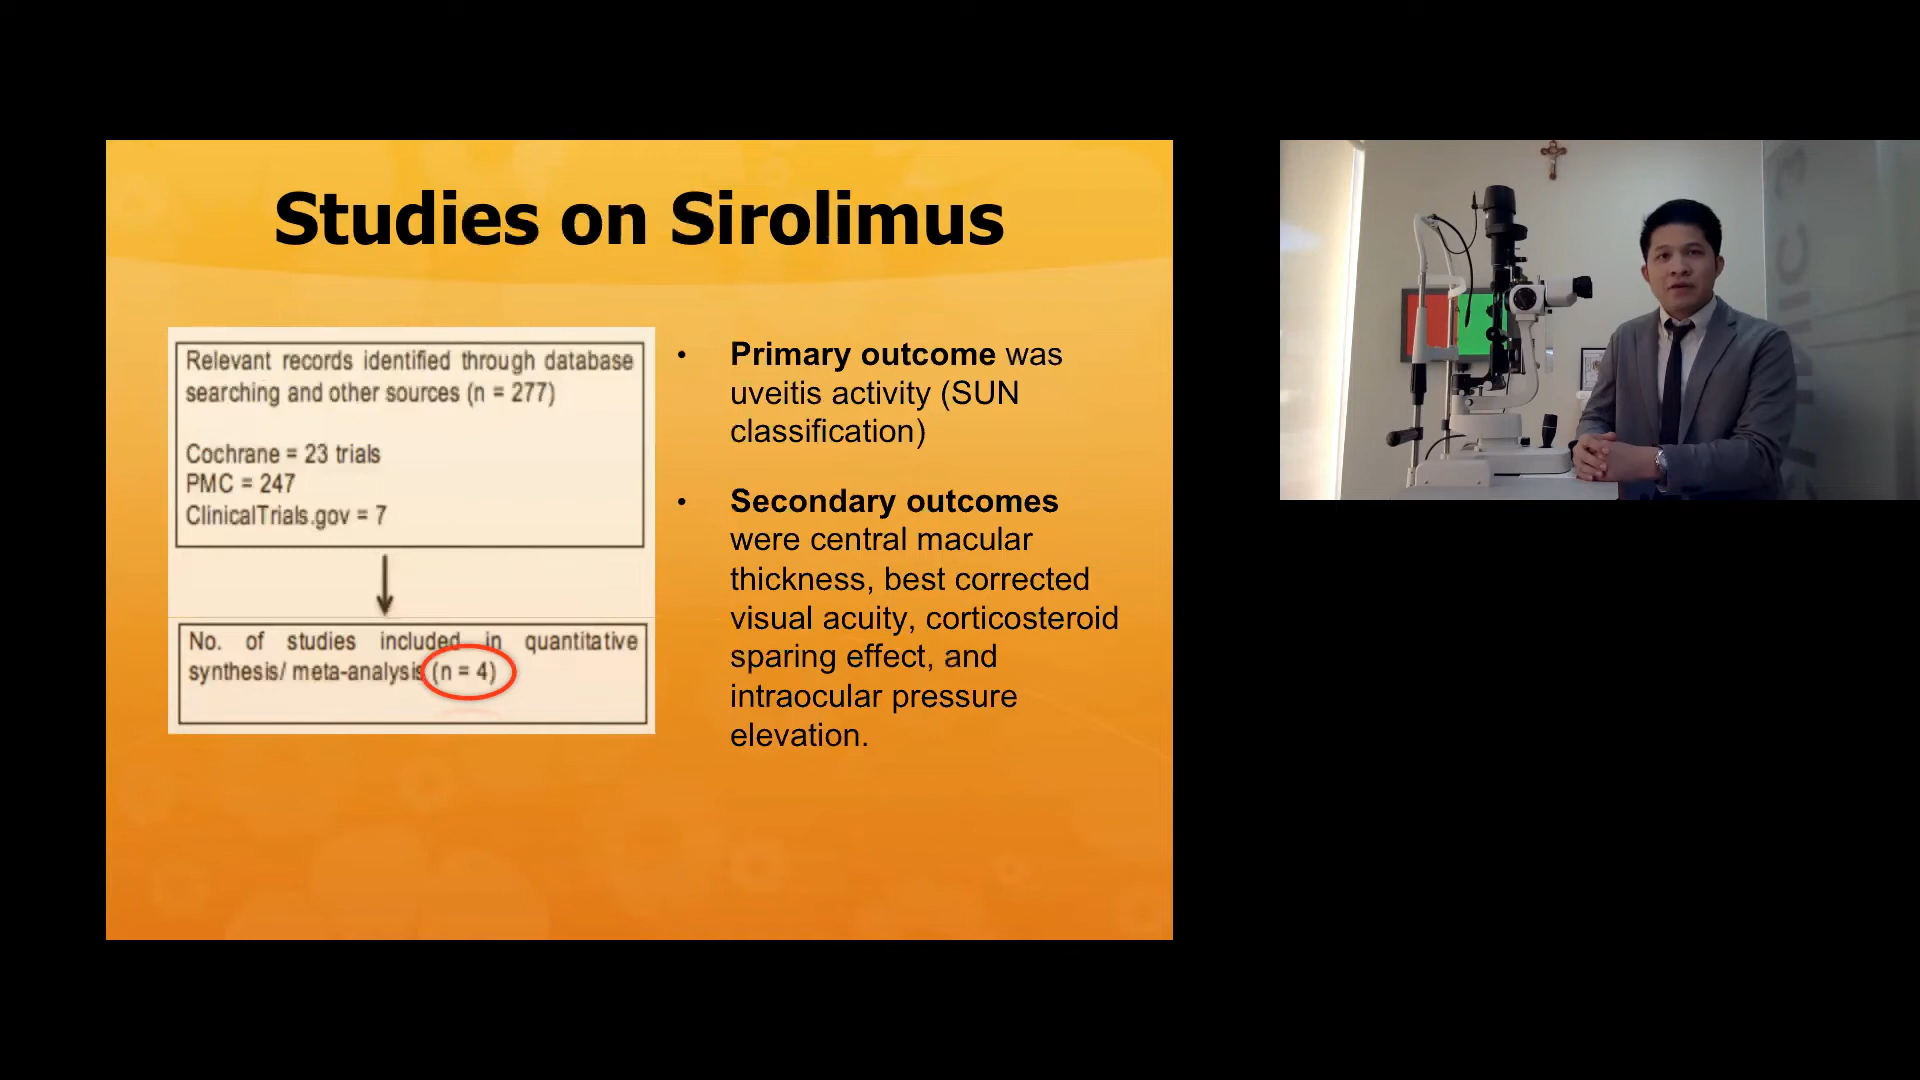 Studies on Sirolimus
Relevant records identified through database
searching and other sources (n = 277)
Cochrane = 23 trials
PMC = 247
ClinicalTrials.gov = 7
No. of studies included in quantitative
synthesis/ meta-analysis (n = 4)
• Primary outcome was
uveitis activity (SUN
classification)
• Secondary outcomes
were central macular
thickness, best corrected
visual acuity, corticosteroid
sparing effect, and
intraocular pressure
elevation.